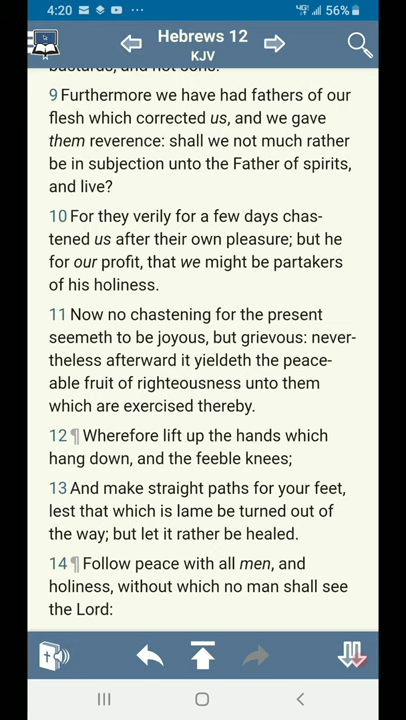 4:20 56%
Hebrews 12
KJV
bastards, and not sons.
9 Furthermore we have had fathers of our
flesh which corrected us, and we gave
them reverence: shall we not much rather
be in subjection unto the Father of spirits,
and live?
10 For they verily for a few days chas-
tened us after their own pleasure; but he
for our profit, that we might be partakers
of his holiness.
11 Now no chastening for the present
seemeth to be joyous, but grievous: never-
theless afterward it yieldeth the peace-
able fruit of righteousness unto them
which are exercised thereby.
12 ¶ Wherefore lift up the hands which
hang down, and the feeble knees;
13 And make straight paths for your feet,
lest that which is lame be turned out of
the way; but let it rather be healed.
14 ¶ Follow peace with all men, and
holiness, without which no man shall see
the Lord: